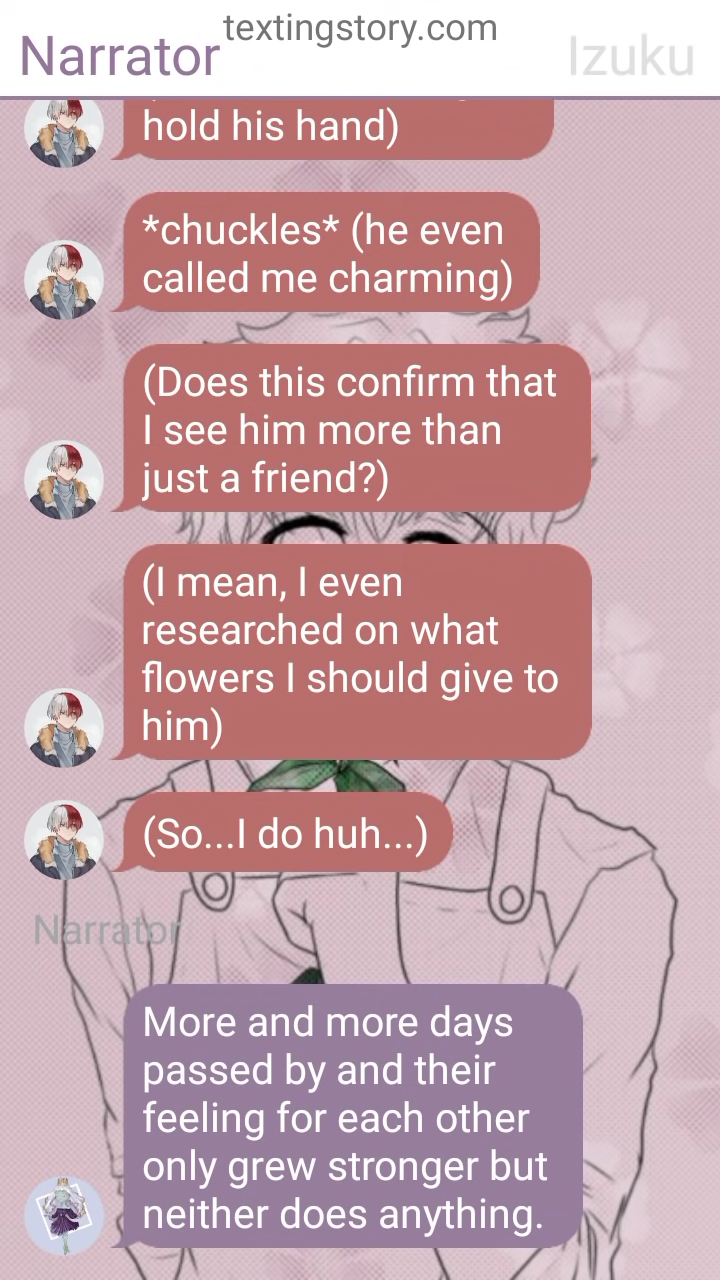 textingstory.com
Narrator
Izuku
hold his hand)
*chuckles* (he even
called me charming)
(Does this confirm that
I see him more than
just a friend?)
(I mean, I even
researched on what
flowers I should give to
him)
(So...I do huh...)
Narrator
More and more days
passed by and their
feeling for each other
only grew stronger but
neither does anything.